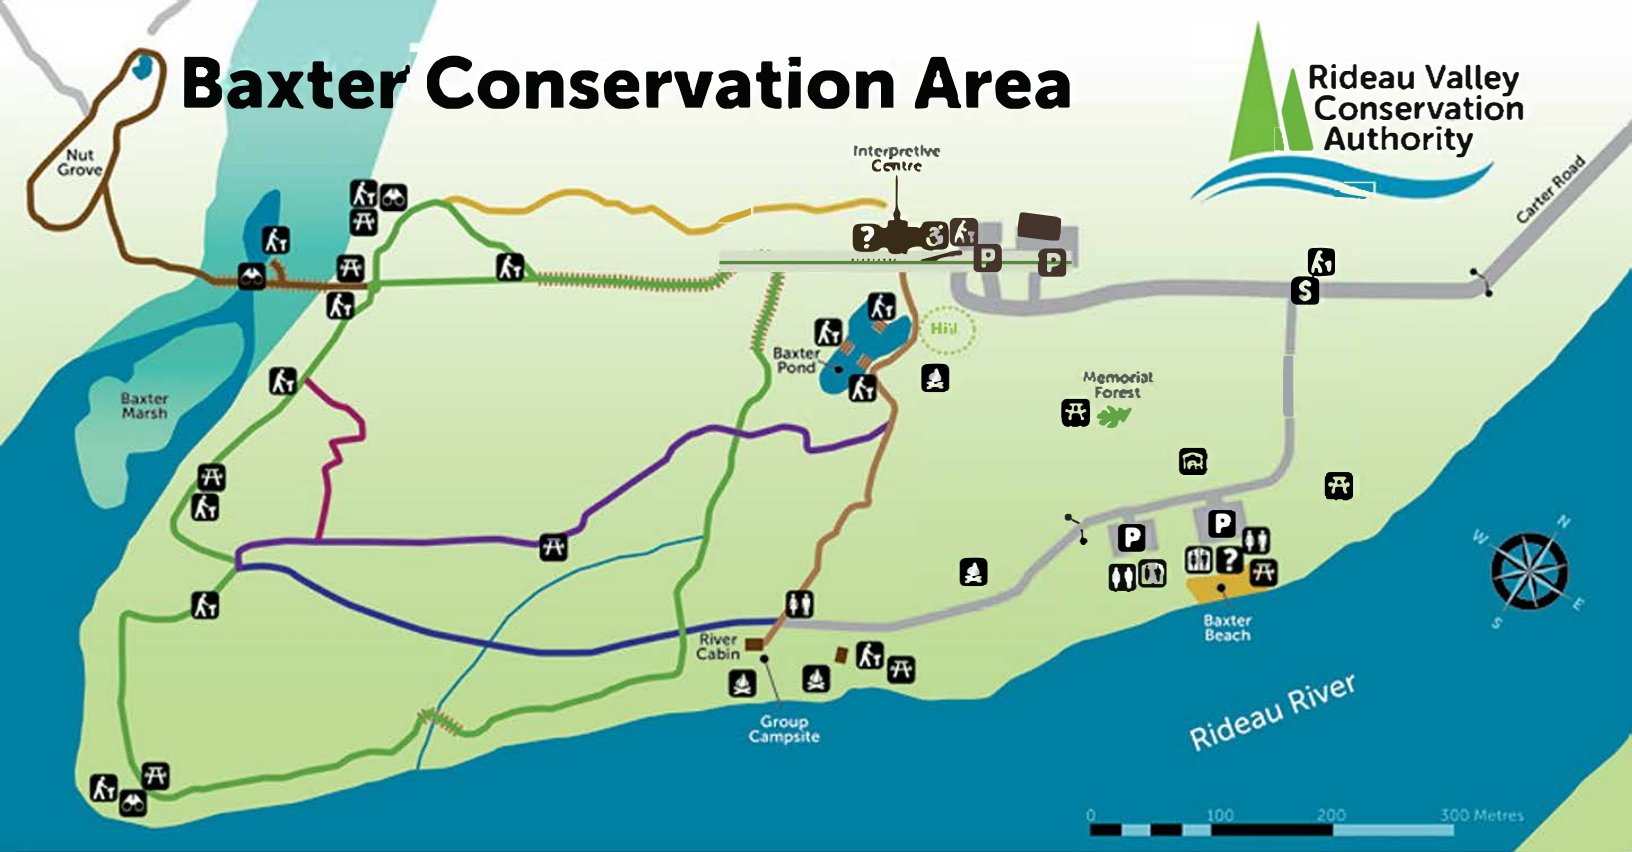 Baxter Conservation Area
Rideau Valley
Conservation
Authority
Nut
Grove
Interpretive
Centre
Carter Road
?
P
P
$
Hill
Baxter
Pond
Memorial
Forest
Baxter
Marsh
P
P
?
N
W
E
S
Baxter
Beach
River
Cabin
Group
Campsite
Rideau River
0 100 200 300 Metres